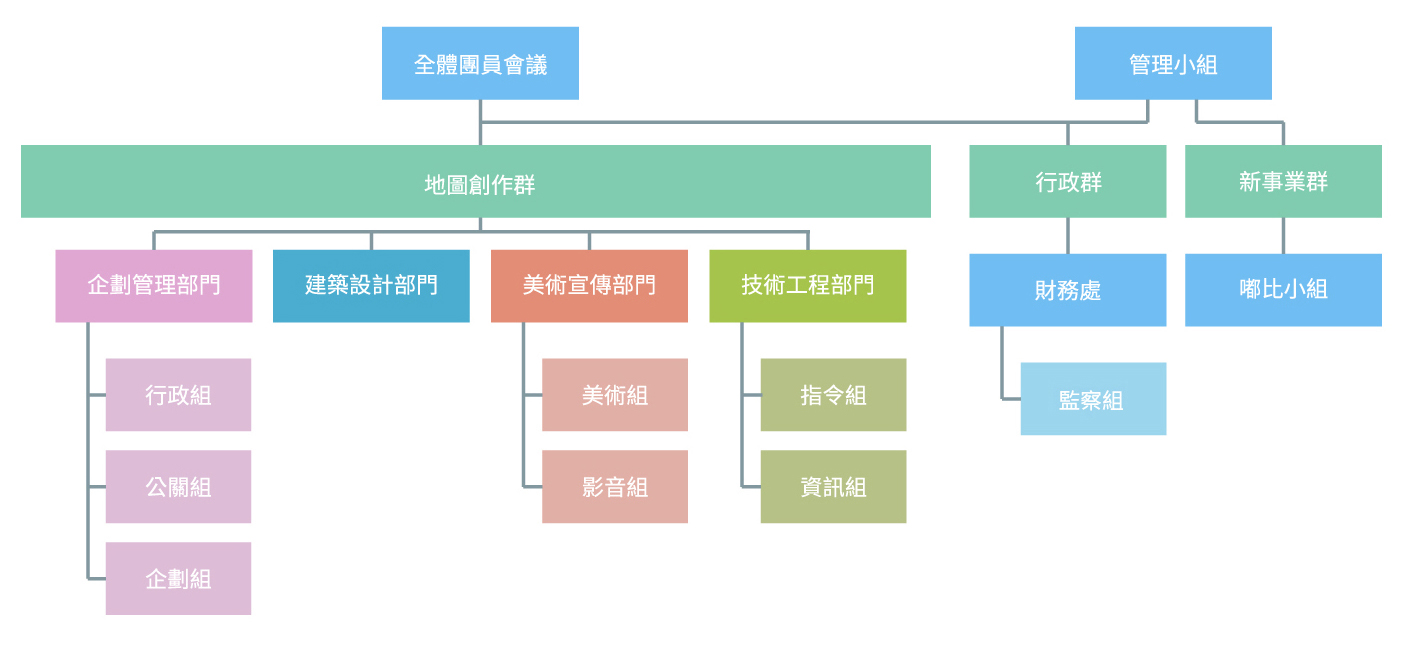 全體團員會議
管理小組
地圖創作群
行政群
新事業群
企劃管理部門
建築設計部門
美術宣傳部門
技術工程部門
財務處
嘟比小組
行政組
美術組
指令組
監察組
公關組
影音組
資訊組
企劃組